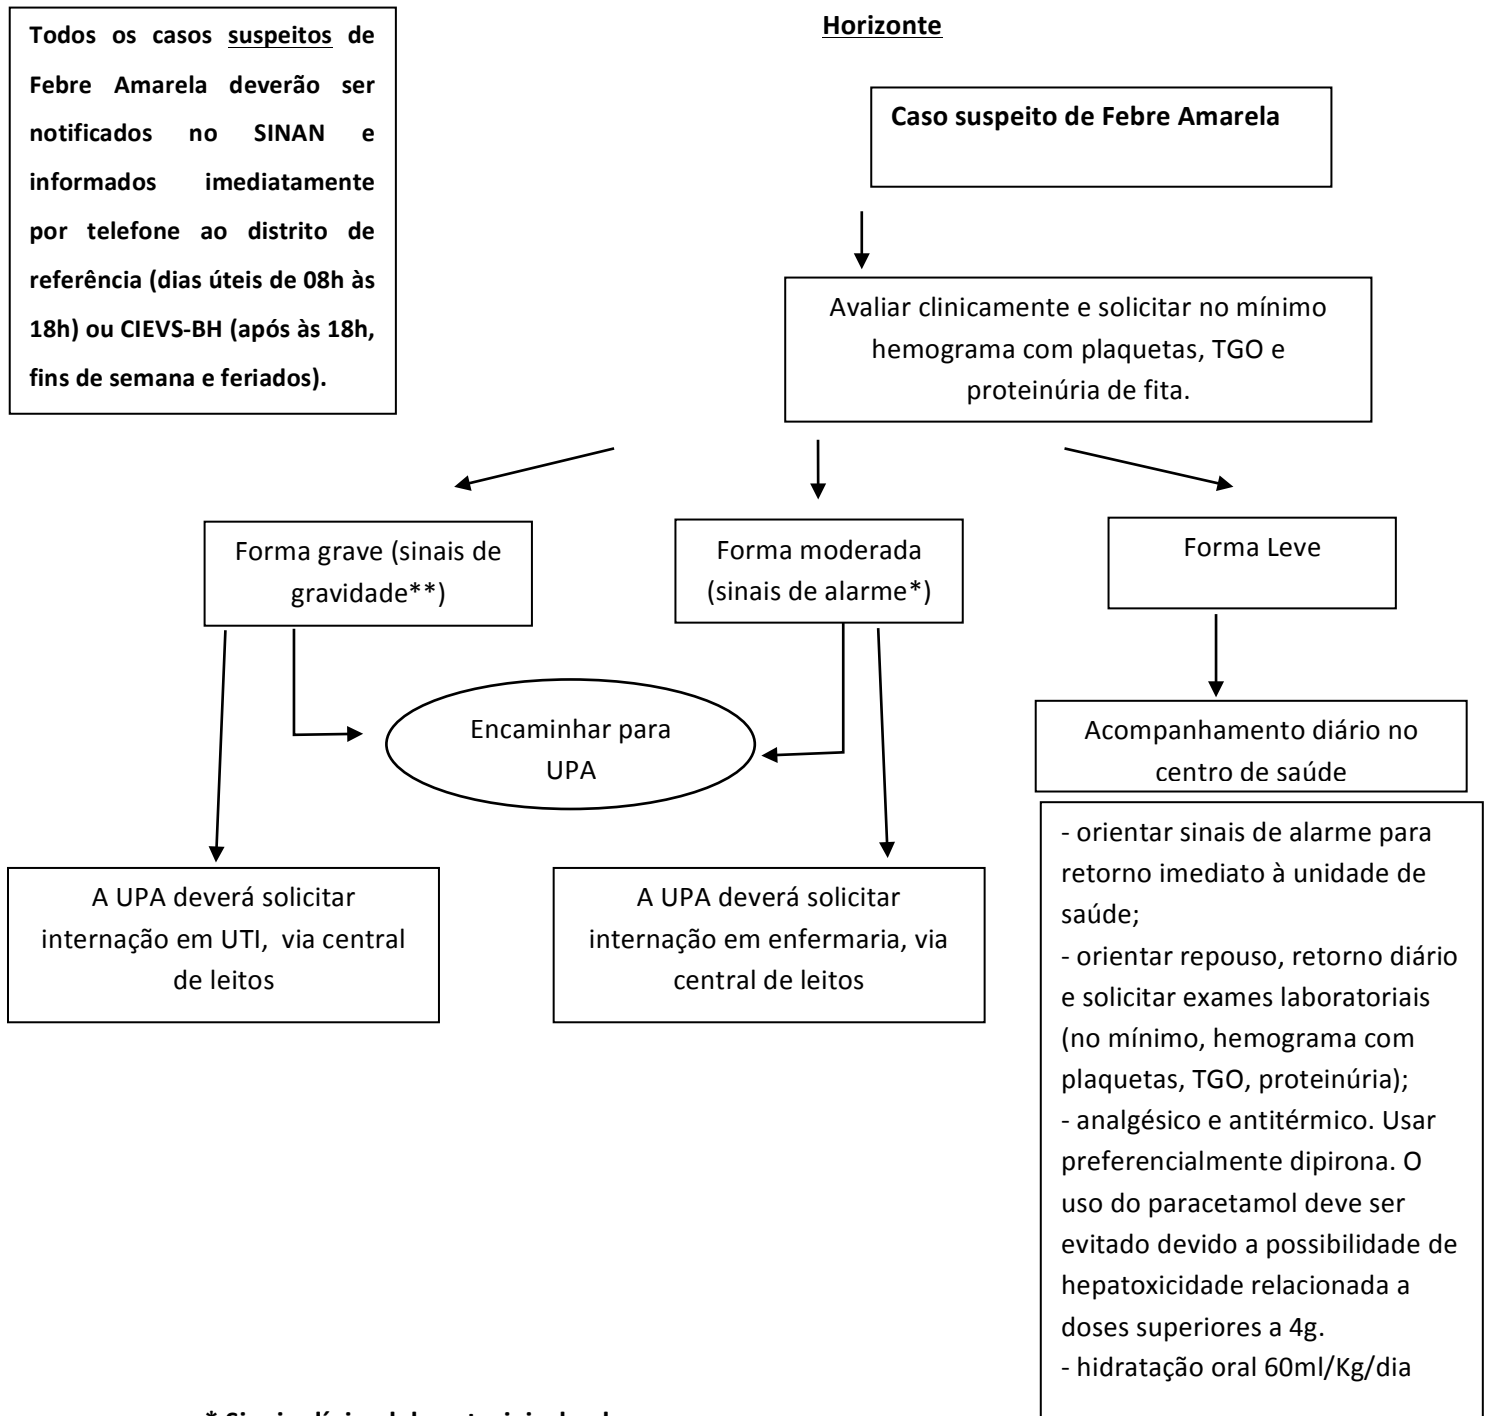 Horizonte
Todos os casos suspeitos de
Febre Amarela deverão ser
notificados no SINAN e
informados imediatamente
por telefone ao distrito de
referência (dias úteis de 08h às
18h) ou CIEVS-BH (após às 18h,
fins de semana e feriados).
Caso suspeito de Febre Amarela
Avaliar clinicamente e solicitar no mínimo
hemograma com plaquetas, TGO e
proteinúria de fita.
Forma grave (sinais de
gravidade**)
Forma moderada
(sinais de alarme*)
Forma Leve
Encaminhar para
UPA
Acompanhamento diário no
centro de saúde
A UPA deverá solicitar
internação em UTI, via central
de leitos
A UPA deverá solicitar
internação em enfermaria, via
central de leitos
- orientar sinais de alarme para
retorno imediato à unidade de
saúde;
- orientar repouso, retorno diário
e solicitar exames laboratoriais
(no mínimo, hemograma com
plaquetas, TGO, proteinúria);
- analgésico e antitérmico. Usar
preferencialmente dipirona. O
uso do paracetamol deve ser
evitado devido a possibilidade de
hepatoxicidade relacionada a
doses superiores a 4g.
- hidratação oral 60ml/Kg/dia